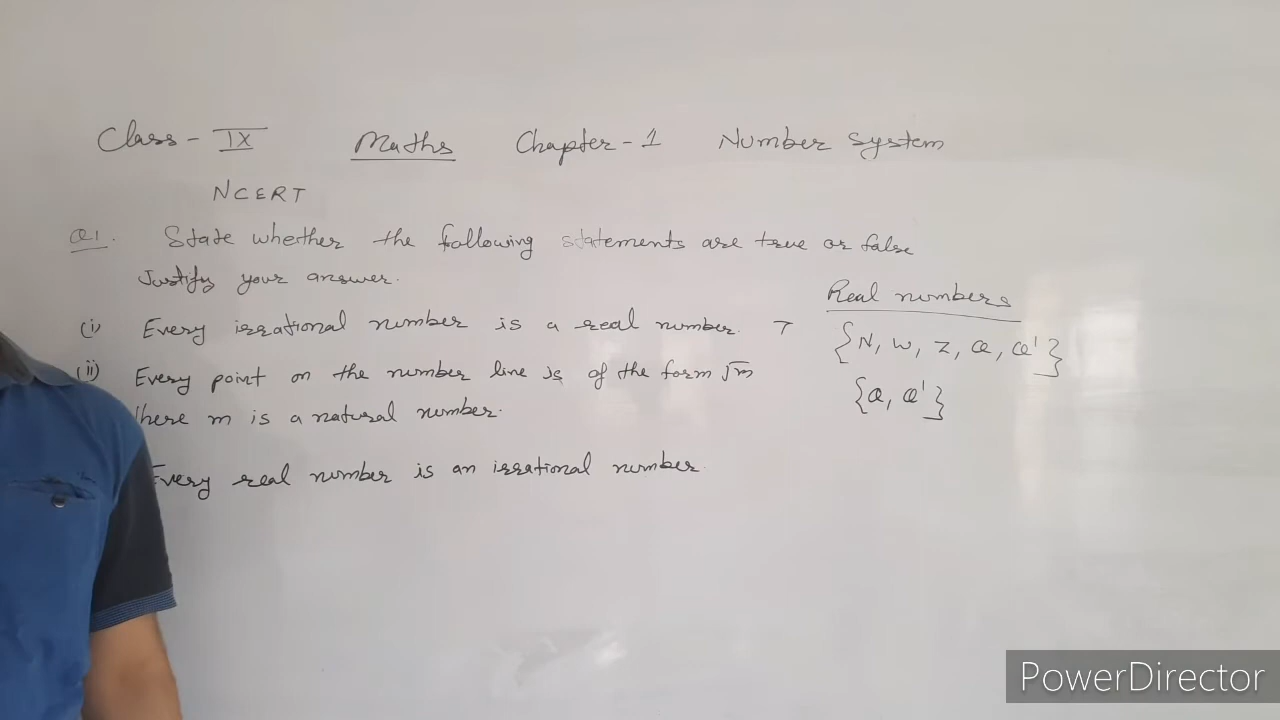 Class - IX Maths Chapter - 1 Number System
NCERT
Q1. State whether the following statements are true or false
Justify your answer.
(i) Every irrational number is a real number. T
(ii) Every point on the number line is of the form √m
where m is a natural number.
Every real number is an irrational number.
Real numbers
{N, W, Z, Q, Q'}
{Q, Q'}
PowerDirector